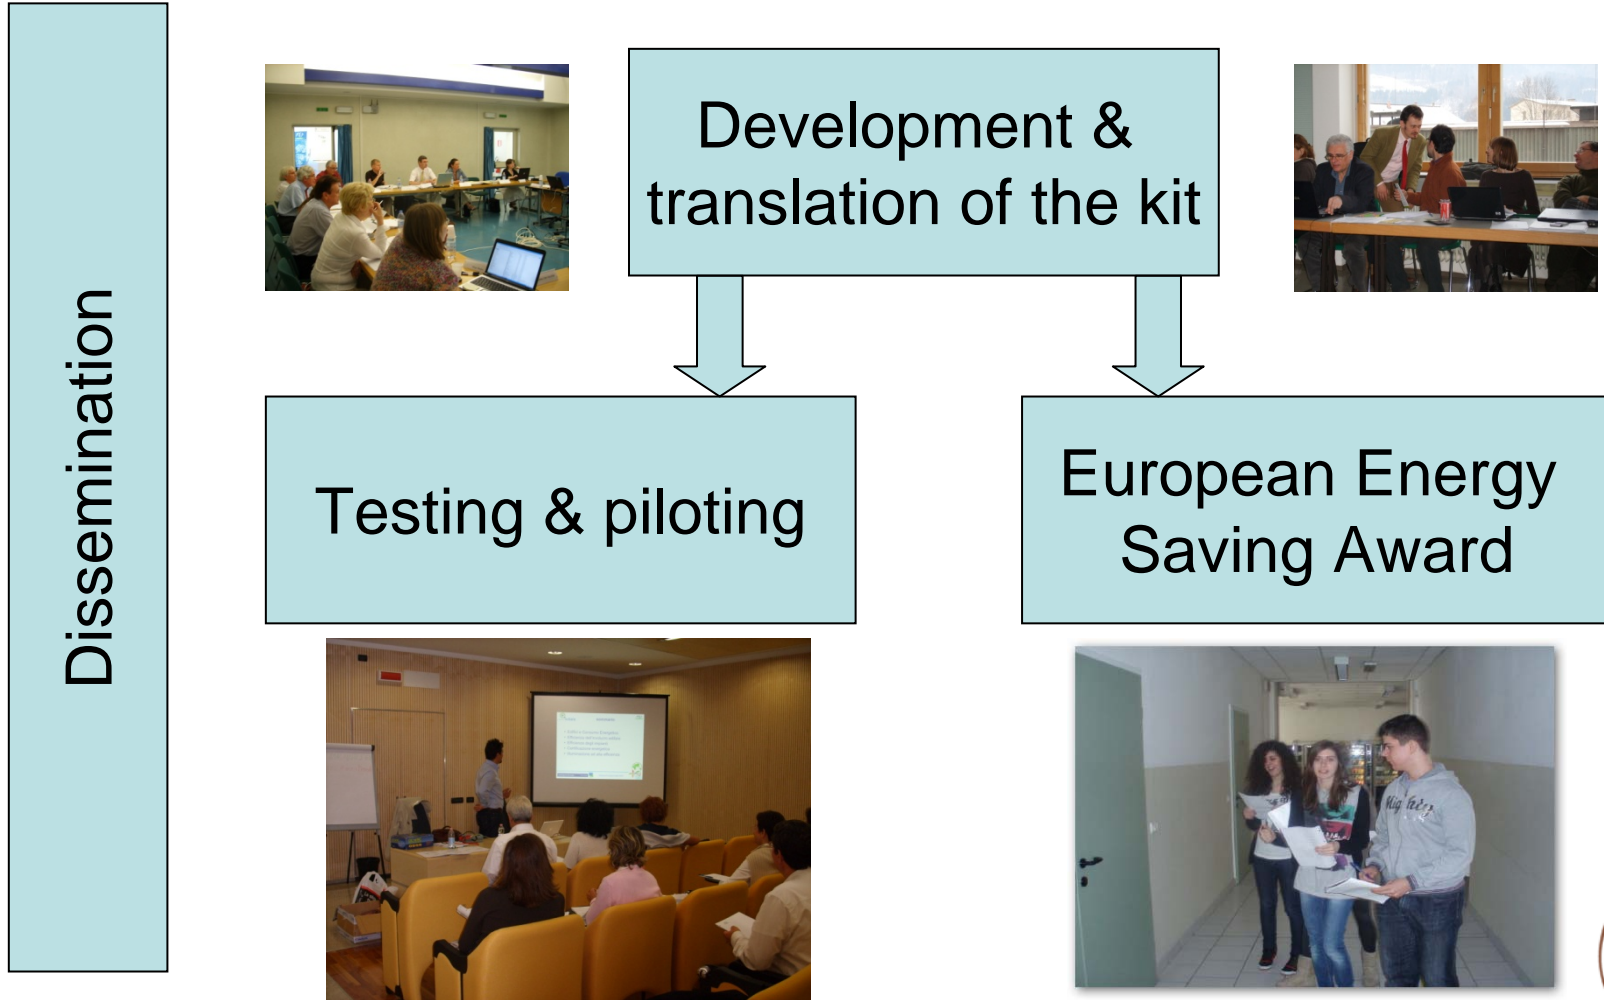 Dissemination
Development &
translation of the kit
Testing & piloting
European Energy
Saving Award